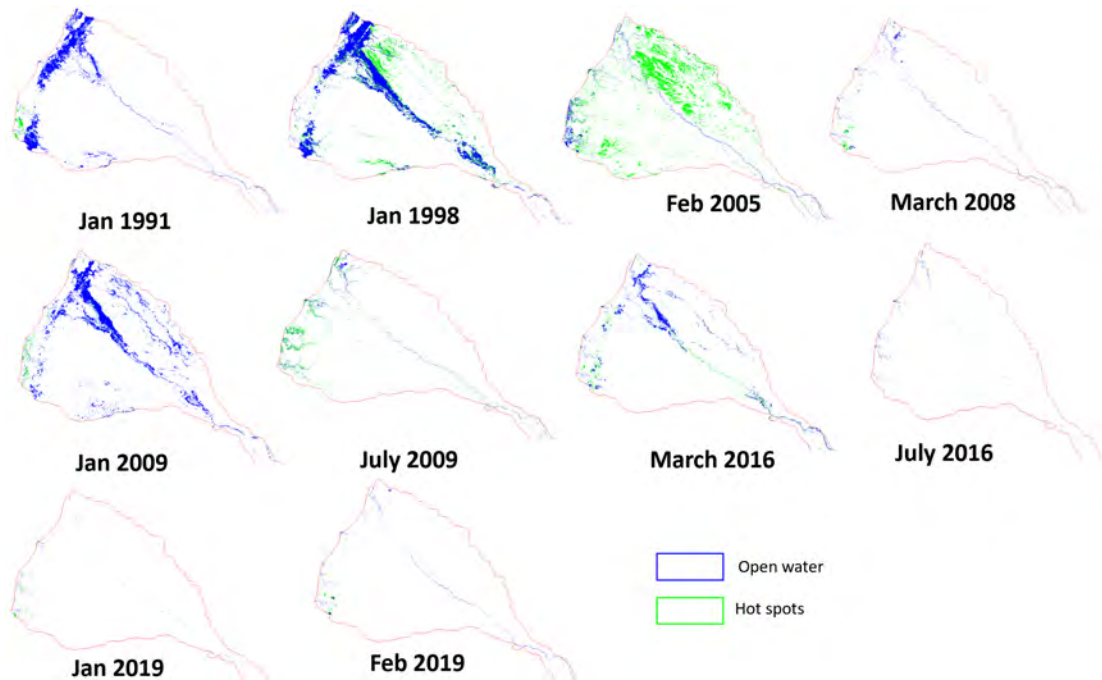 Jan 1991
Jan 1998
Feb 2005
March 2008
Jan 2009
July 2009
March 2016
July 2016
Jan 2019
Feb 2019
Open water
Hot spots